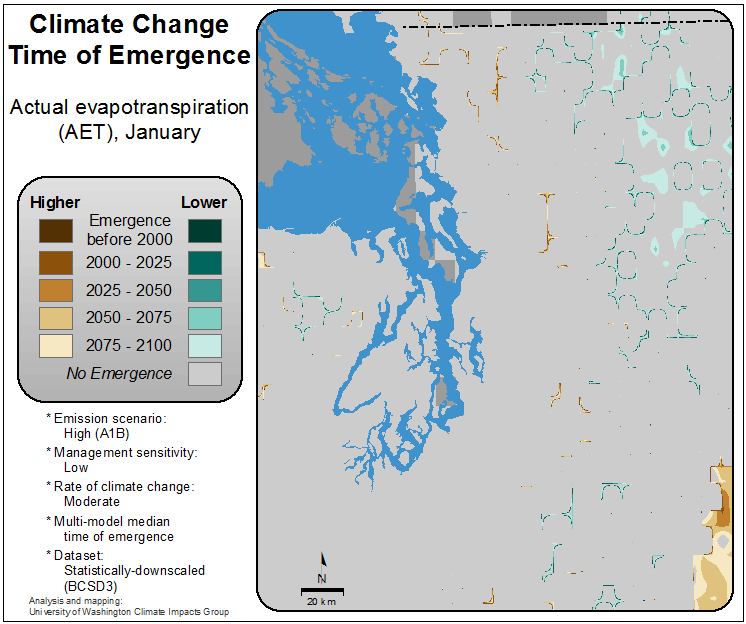 Climate Change
Time of Emergence
Actual evapotranspiration
(AET), January
Higher Lower
Emergence
before 2000
2000 - 2025
2025 - 2050
2050 - 2075
2075 - 2100
No Emergence
* Emission scenario:
High (A1B)
* Management sensitivity:
Low
* Rate of climate change:
Moderate
* Multi-model median
time of emergence
* Dataset:
Statistically-downscaled
(BCSD3)
Analysis and mapping:
University of Washington Climate Impacts Group
N
20 km